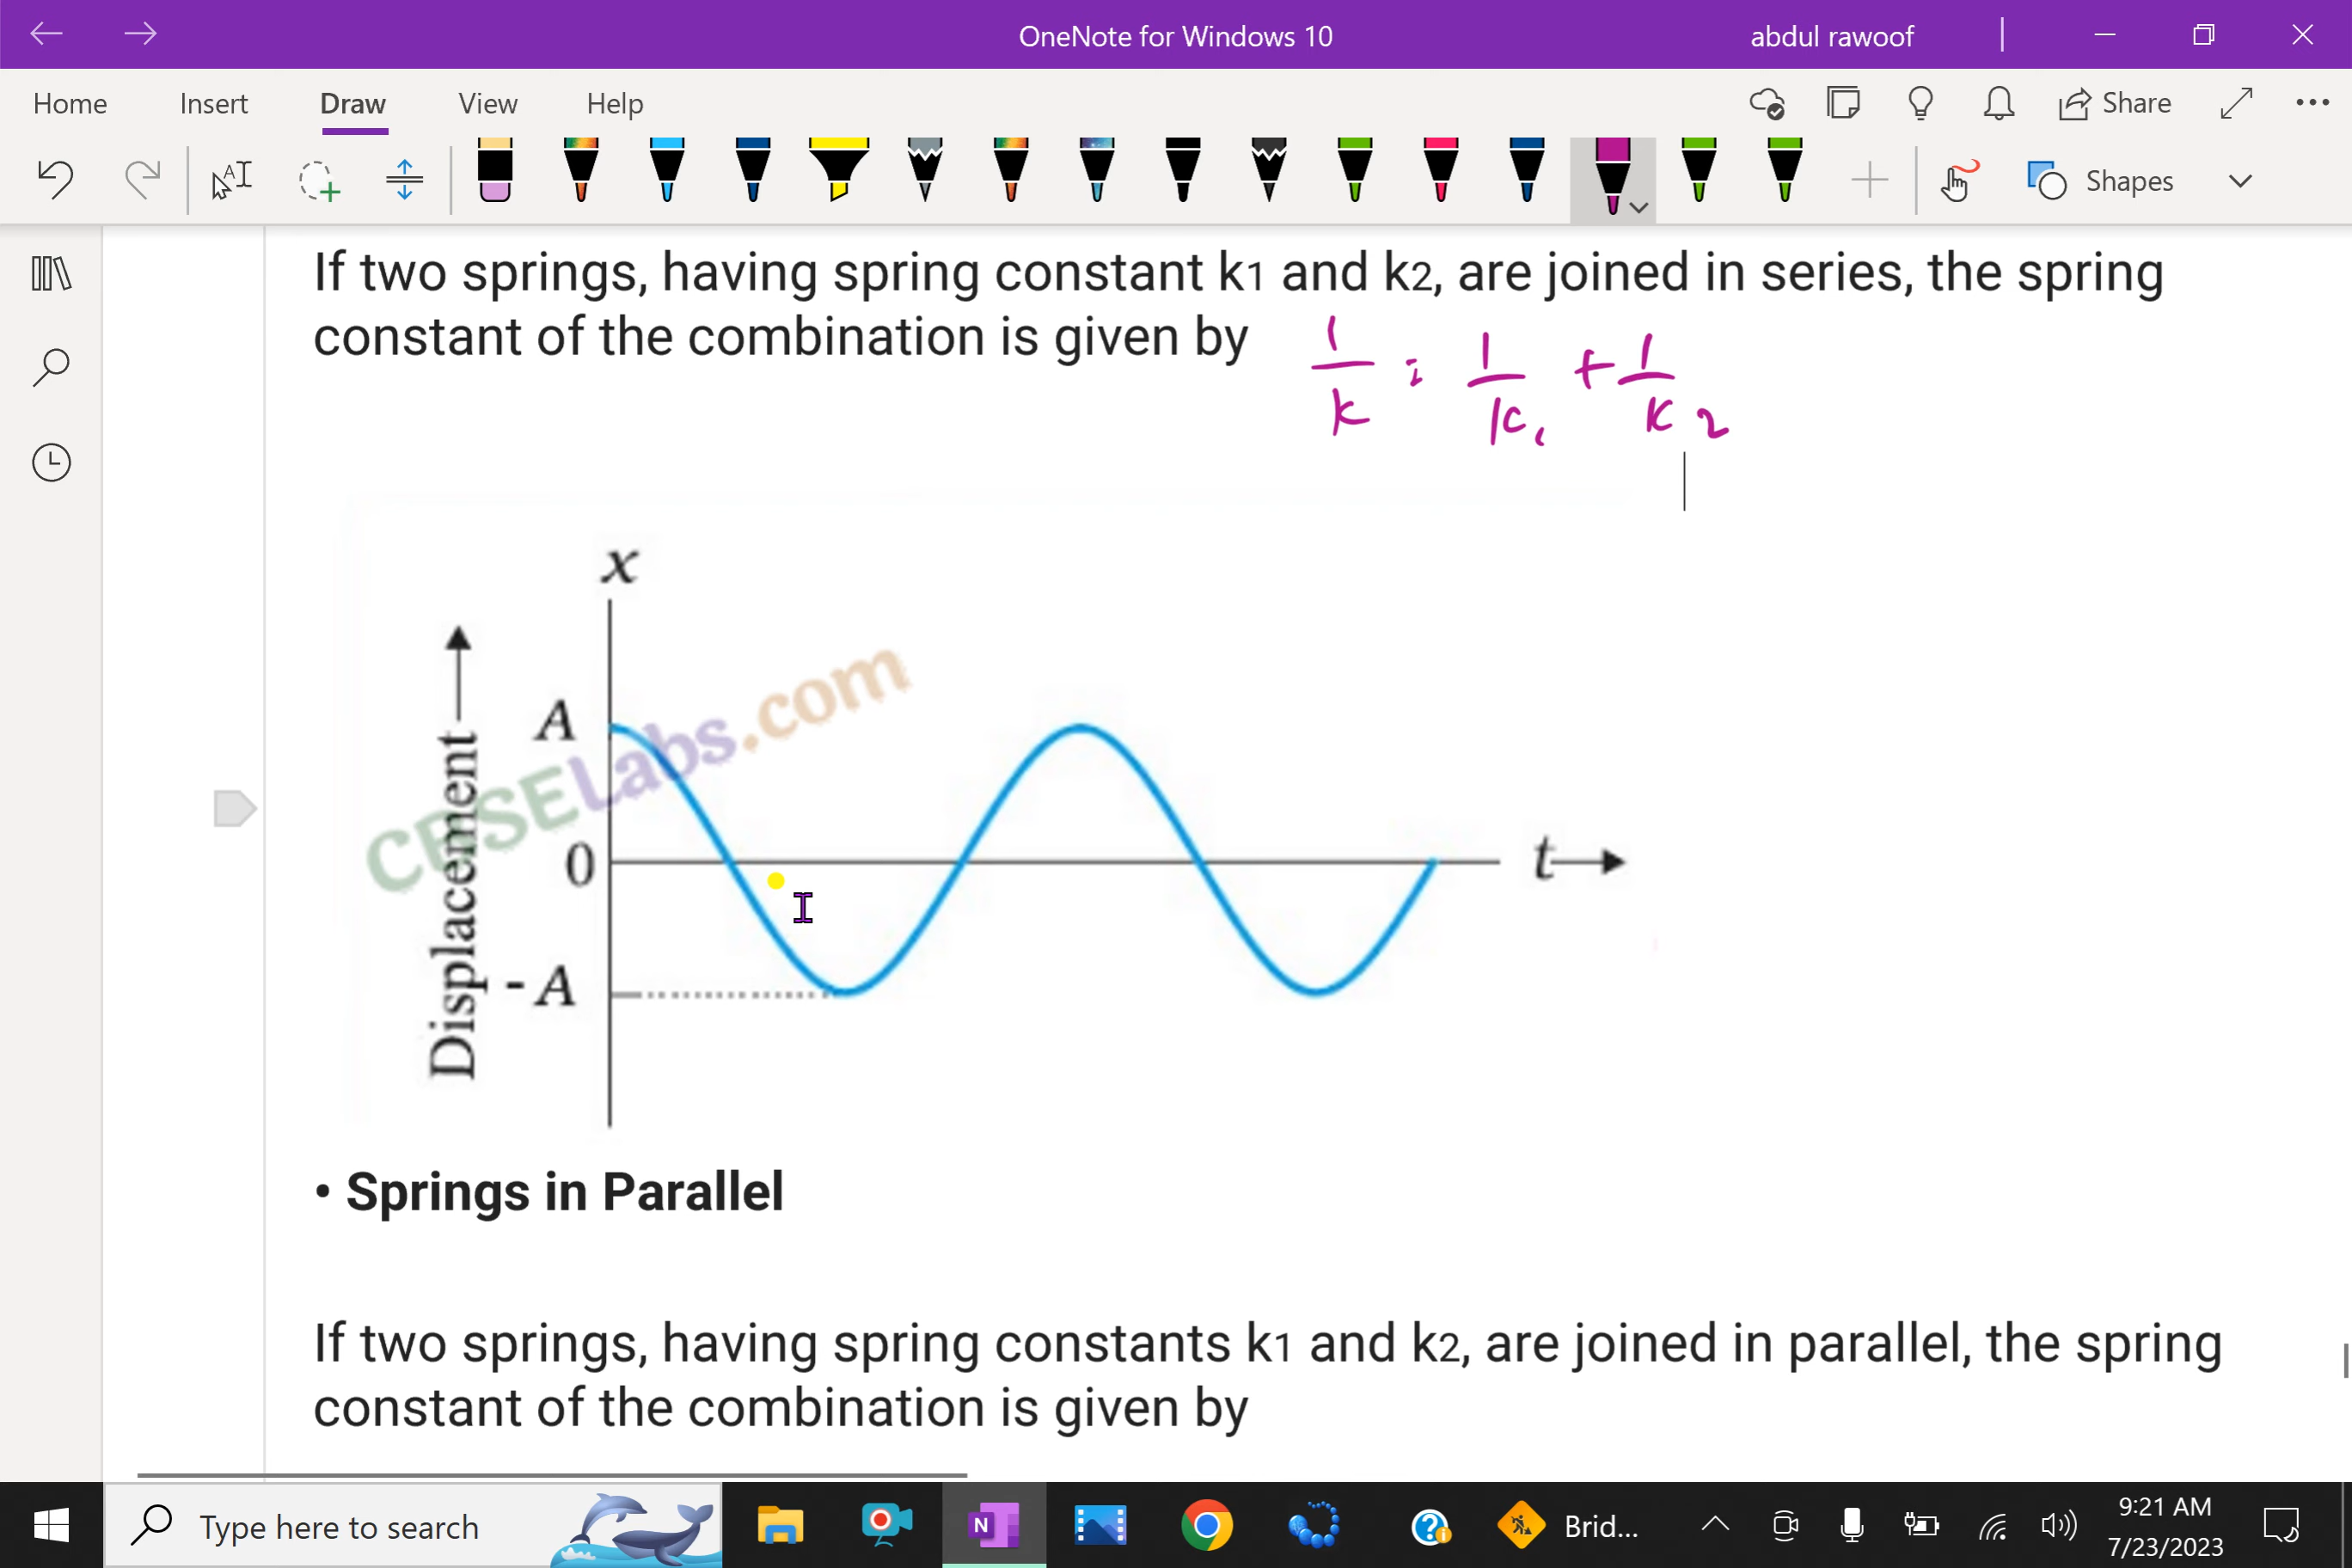 OneNote for Windows 10
abdul rawoof
Home Insert Draw View Help
Share
Shapes
If two springs, having spring constant k1 and k2, are joined in series, the spring
constant of the combination is given by
1/k = 1/k₁ + 1/k₂
x
Displacement
A
0
- A
t
CBSELabs.com
• Springs in Parallel
If two springs, having spring constants k1 and k2, are joined in parallel, the spring
constant of the combination is given by
Type here to search
Brid...
9:21 AM
7/23/2023